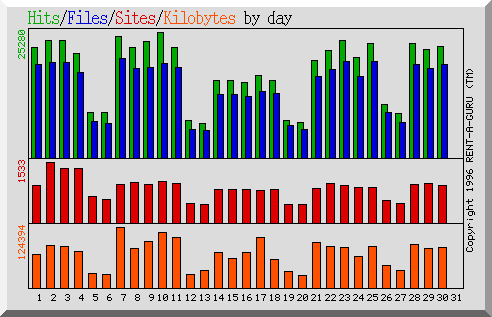 Hits/Files/Sites/Kilobytes by day
25280
1533
124394
Copyright 1996 RENT-A-GURU (TM)
1 2 3 4 5 6 7 8 9 10 11 12 13 14 15 16 17 18 19 20 21 22 23 24 25 26 27 28 29 30 31